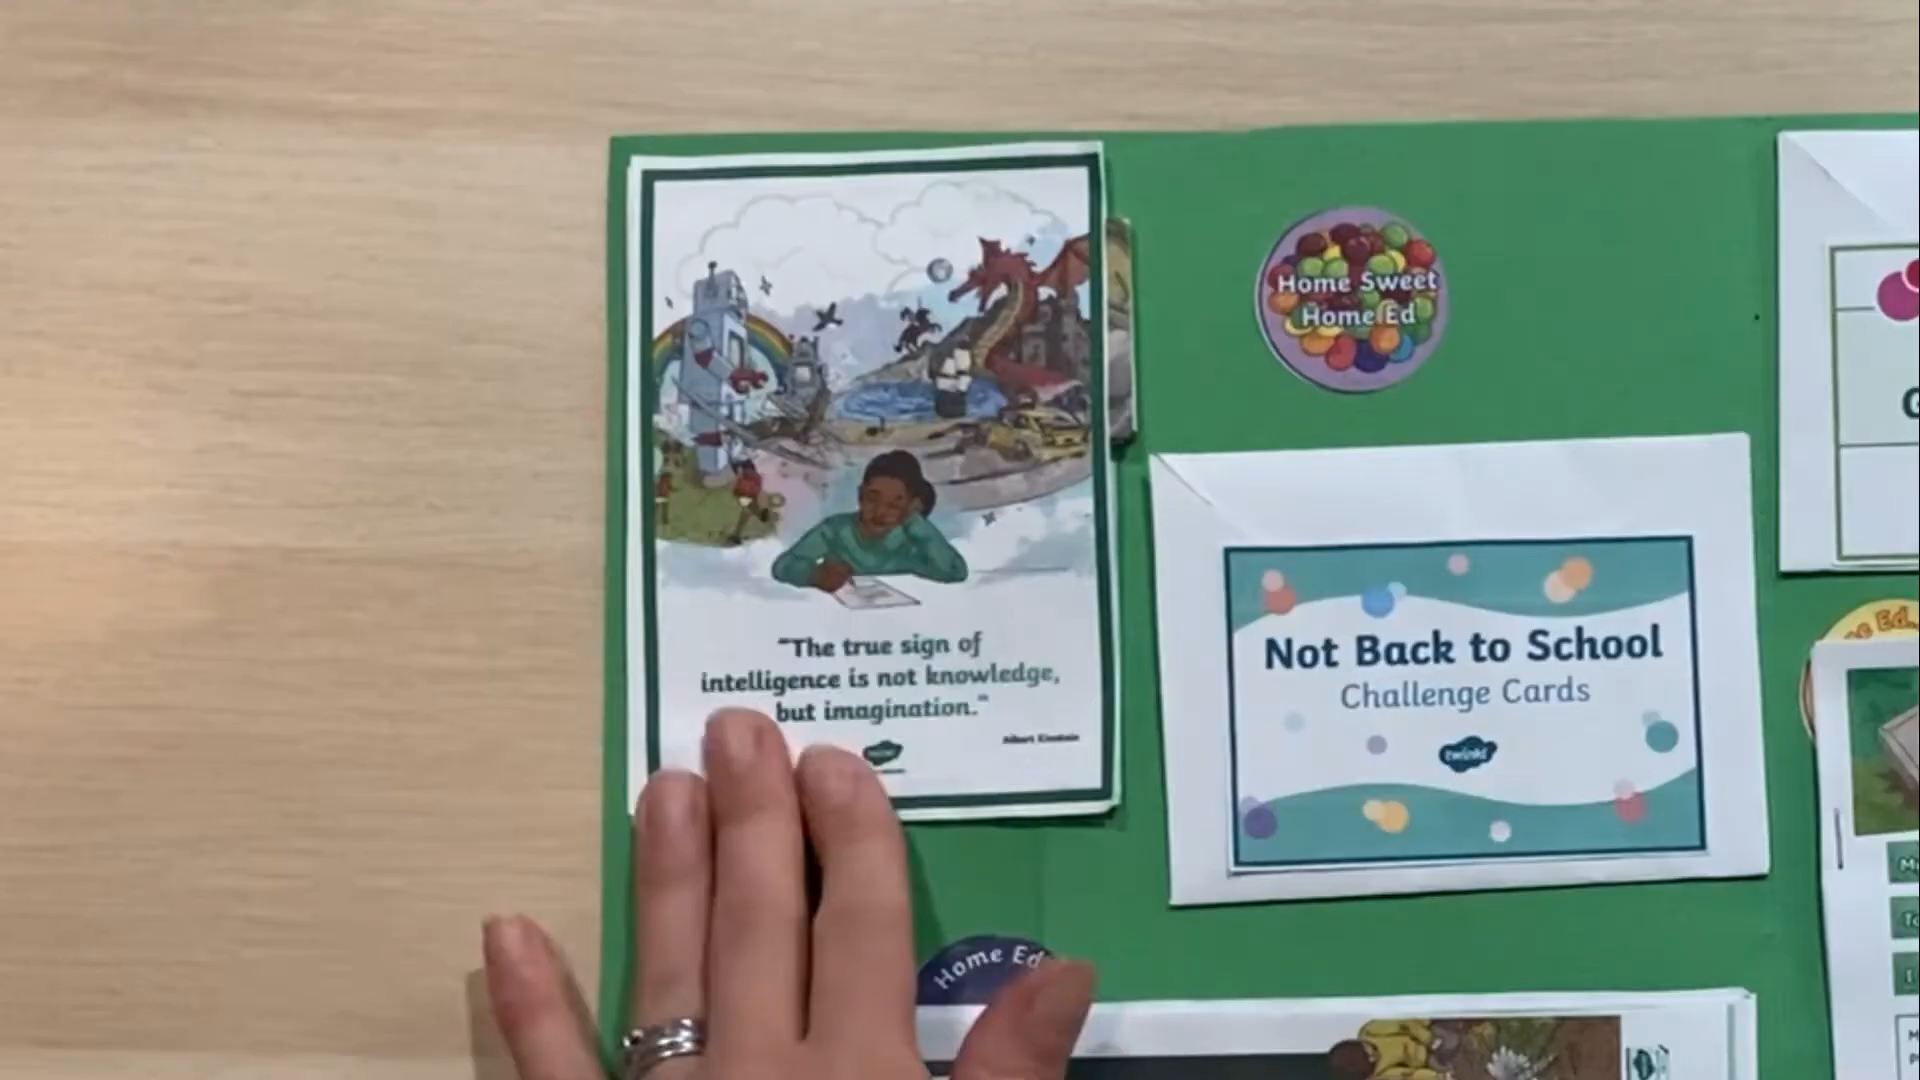 "The true sign of
intelligence is not knowledge,
but imagination."
Albert Einstein
Home Sweet
Home Ed
Not Back to School
Challenge Cards
twinkl
Home Ed
Ed.